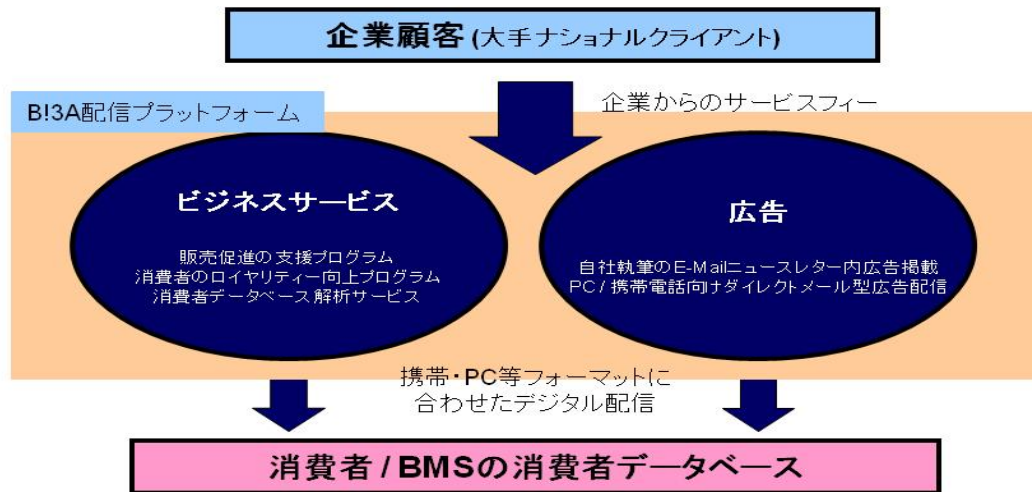 企業顧客 (大手ナショナルクライアント)
企業からのサービスフィー
B!3A配信プラットフォーム
ビジネスサービス
販売促進の支援プログラム
消費者のロイヤリティー向上プログラム
消費者データベース解析サービス
広告
自社執筆のE-Mailニュースレター内広告掲載
PC / 携帯電話向けダイレクトメール型広告配信
携帯・PC等フォーマットに
合わせたデジタル配信
消費者 / BMSの消費者データベース